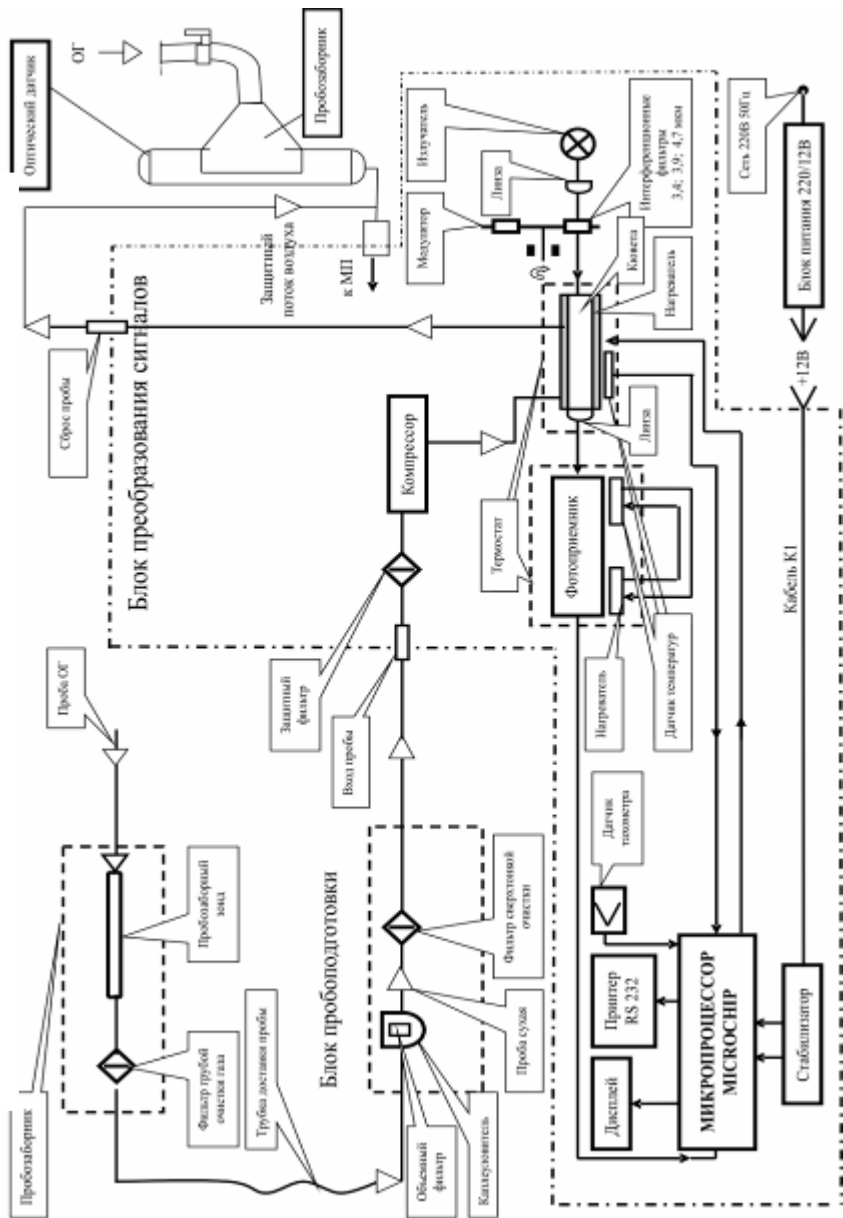 Пробозаборник
Фильтр грубой
очистки газа
Пробозаборный
зонд
Проба ОГ
Трубка доставки пробы
Блок пробоподготовки
Объемный
фильтр
Каплеуловитель
Проба сухая
Фильтр сверхтонкой
очистки
Вход пробы
Защитный
фильтр
Блок преобразования сигналов
Сброс пробы
Компрессор
Защитный
поток воздуха
к МП
Оптический датчик
ОГ
Пробозаборник
Термостат
Фотоприемник
Нагреватель
Датчик температур
Линза
Модулятор
Линза
Излучатель
Интерференционные
фильтры
3,4; 3,9; 4,7 мкм
Кювета
Нагреватель
Дисплей
Принтер
RS 232
Датчик
тахометра
МИКРОПРОЦЕССОР
MICROCHIP
Стабилизатор
Кабель К1
+12В
Блок питания 220/12В
Сеть 220В 50Гц